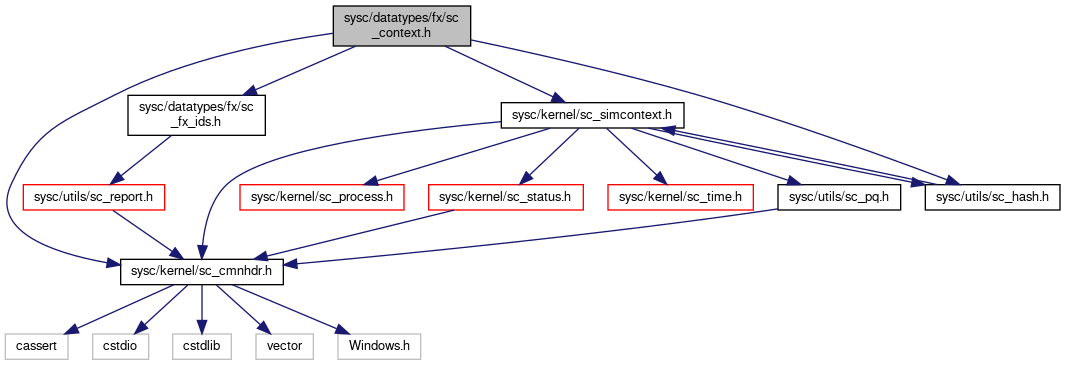 sysc/datatypes/fx/sc
_context.h
sysc/datatypes/fx/sc
_fx_ids.h
sysc/kernel/sc_simcontext.h
sysc/utils/sc_report.h
sysc/kernel/sc_process.h
sysc/kernel/sc_status.h
sysc/kernel/sc_time.h
sysc/utils/sc_pq.h
sysc/utils/sc_hash.h
sysc/kernel/sc_cmnhdr.h
cassert
cstdio
cstdlib
vector
Windows.h